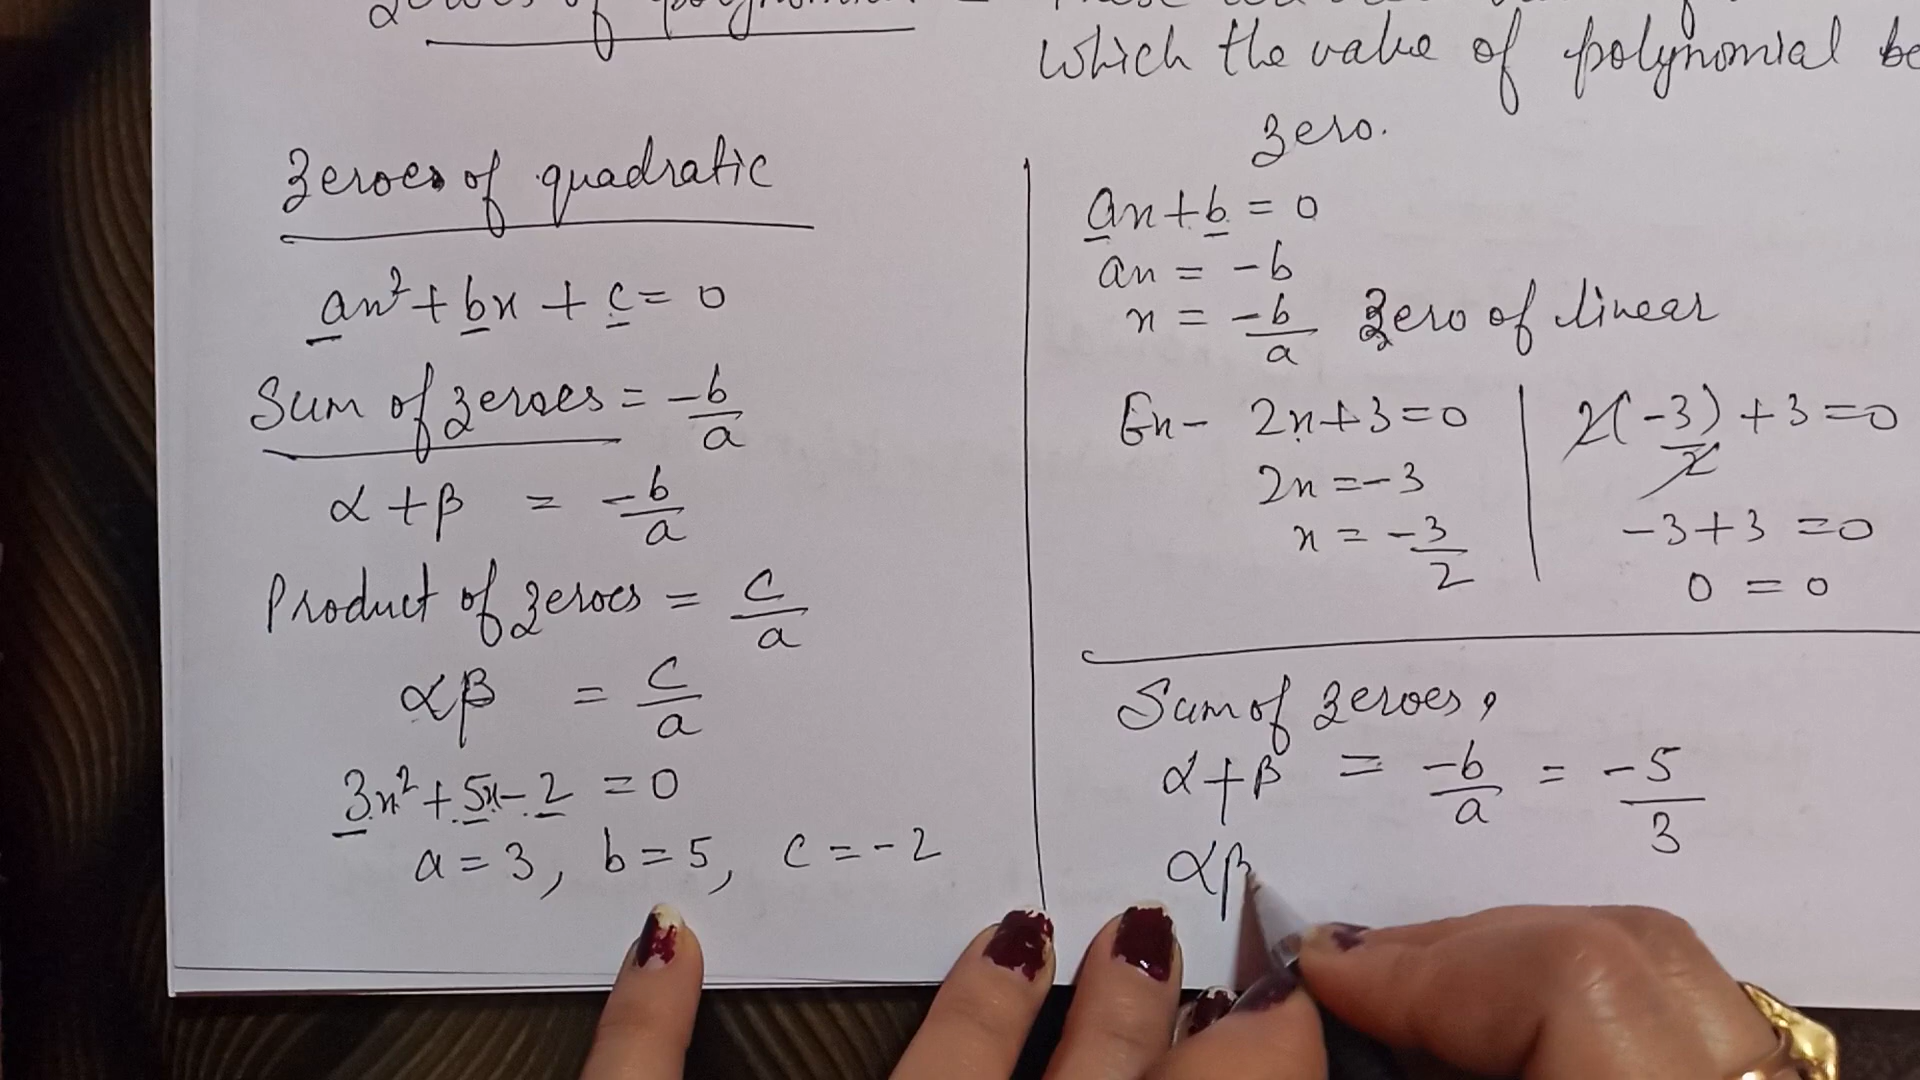 Zeroes of polynomial
which the value of polynomial be
zero.
Zeroes of quadratic
ax²+bx+c=0
Sum of zeroes = -b/a
α+β = -b/a
Product of zeroes = c/a
αβ = c/a
3x²+5x-2=0
a=3, b=5, c=-2
ax+b=0
ax=-b
x=-b/a Zero of linear
Ex- 2x+3=0
2x=-3
x=-3/2
2(-3/2)+3=0
-3+3=0
0=0
Sum of zeroes,
α+β = -b/a = -5/3
αβ